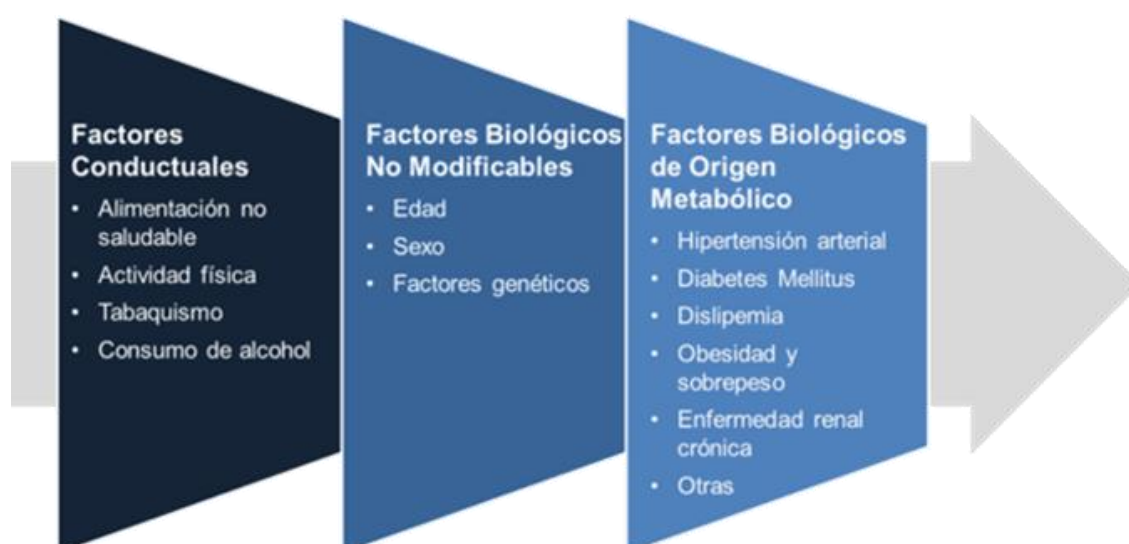 Factores
Conductuales
• Alimentación no
saludable
• Actividad física
• Tabaquismo
• Consumo de alcohol
Factores Biológicos
No Modificables
• Edad
• Sexo
• Factores genéticos
Factores Biológicos
de Origen
Metabólico
• Hipertensión arterial
• Diabetes Mellitus
• Dislipemia
• Obesidad y
sobrepeso
• Enfermedad renal
crónica
• Otras